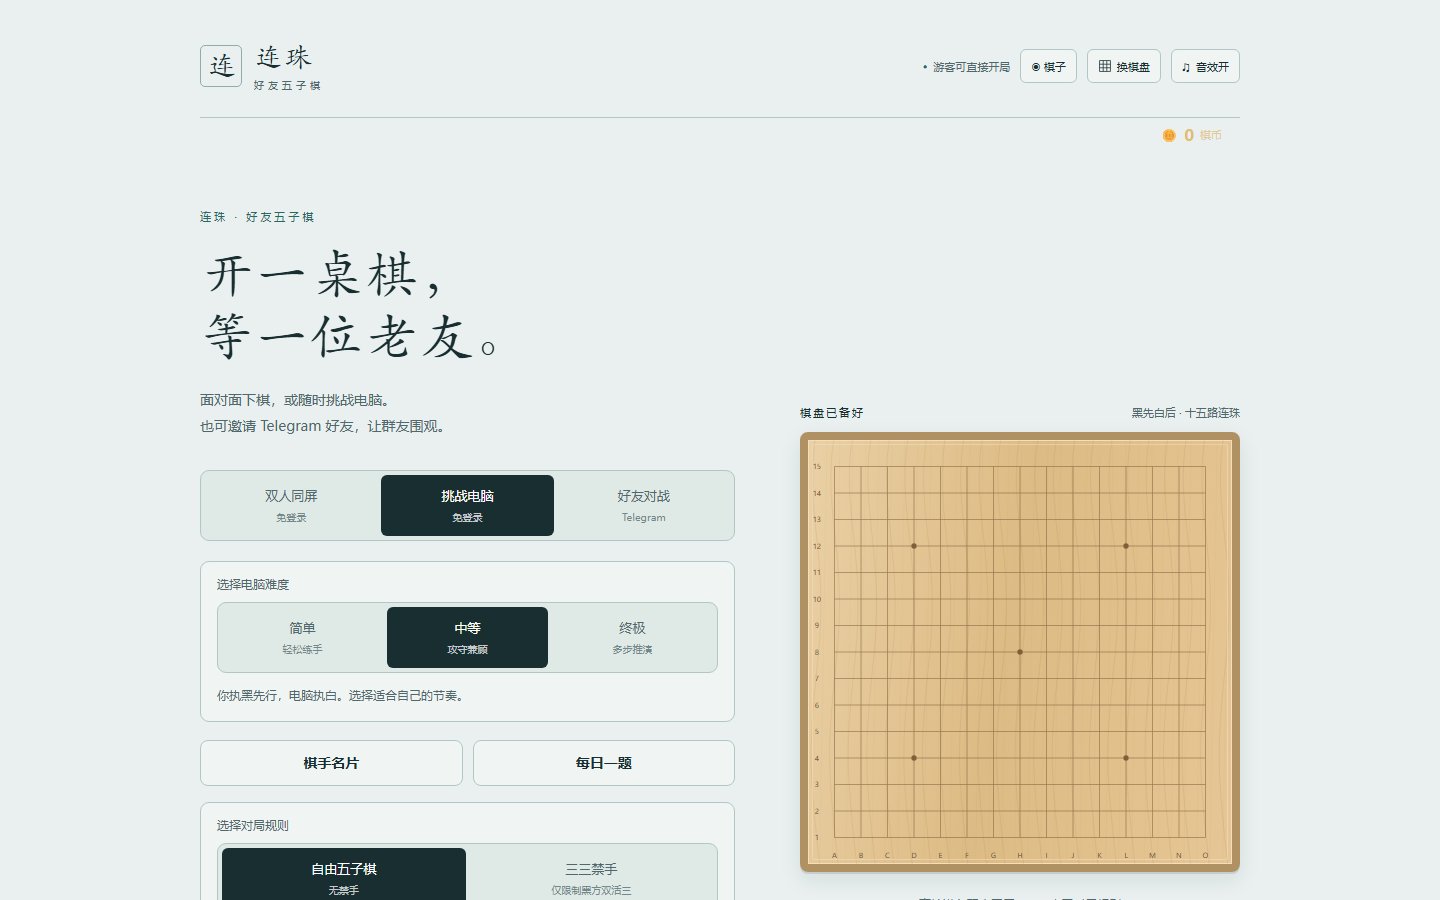 连
连珠
好友五子棋
• 游客可直接开局
◉ 棋子
换棋盘
♫ 音效开
0 棋币
连珠 · 好友五子棋
开一桌棋，
等一位老友。
面对面下棋，或随时挑战电脑。
也可邀请 Telegram 好友，让群友围观。
双人同屏
免登录
挑战电脑
免登录
好友对战
Telegram
选择电脑难度
简单
轻松练手
中等
攻守兼顾
终极
多步推演
你执黑先行，电脑执白。选择适合自己的节奏。
棋手名片
每日一题
选择对局规则
自由五子棋
无禁手
三三禁手
仅限制黑方双活三
棋盘已备好
黑先白后 · 十五路连珠
15
14
13
12
11
10
9
8
7
6
5
4
3
2
1
A B C D E F G H I J K L M N O